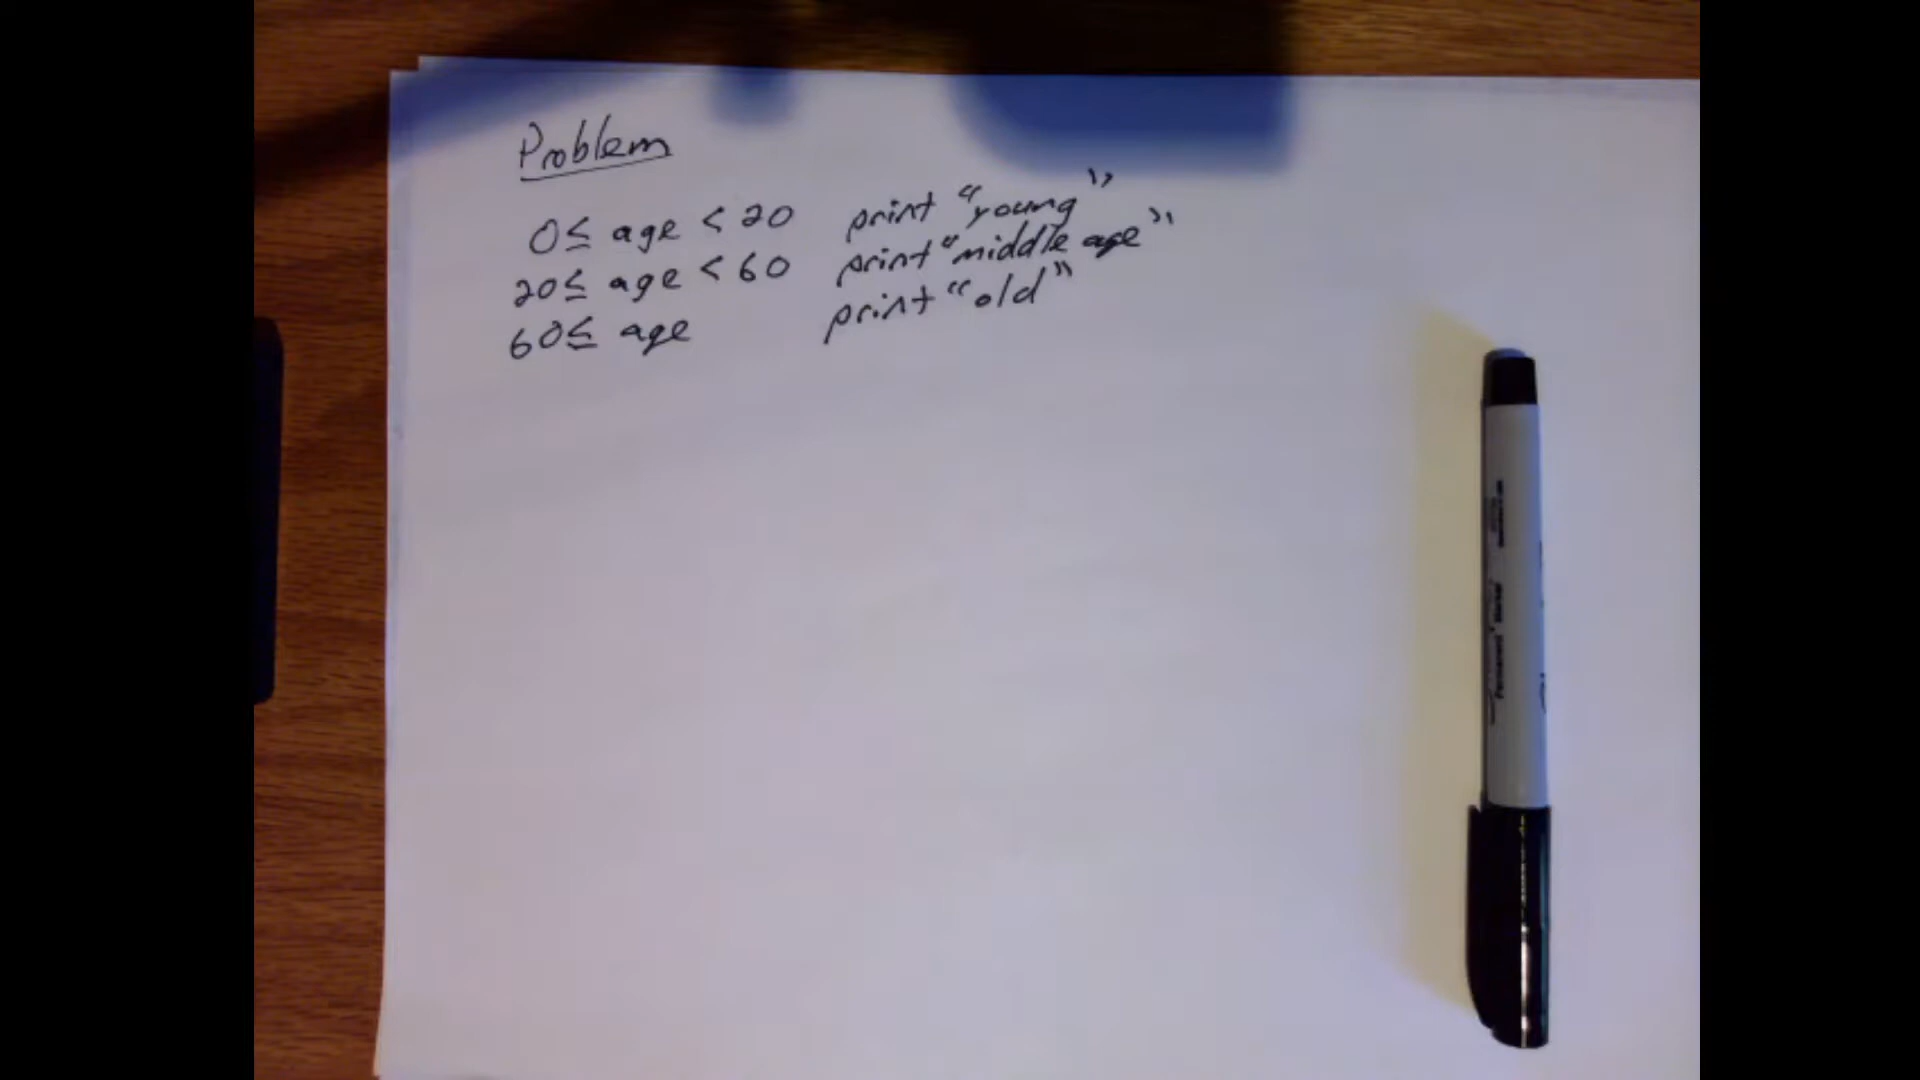 Problem
0≤ age < 20 print "young"
20≤ age < 60 print "middle age"
60≤ age print "old"